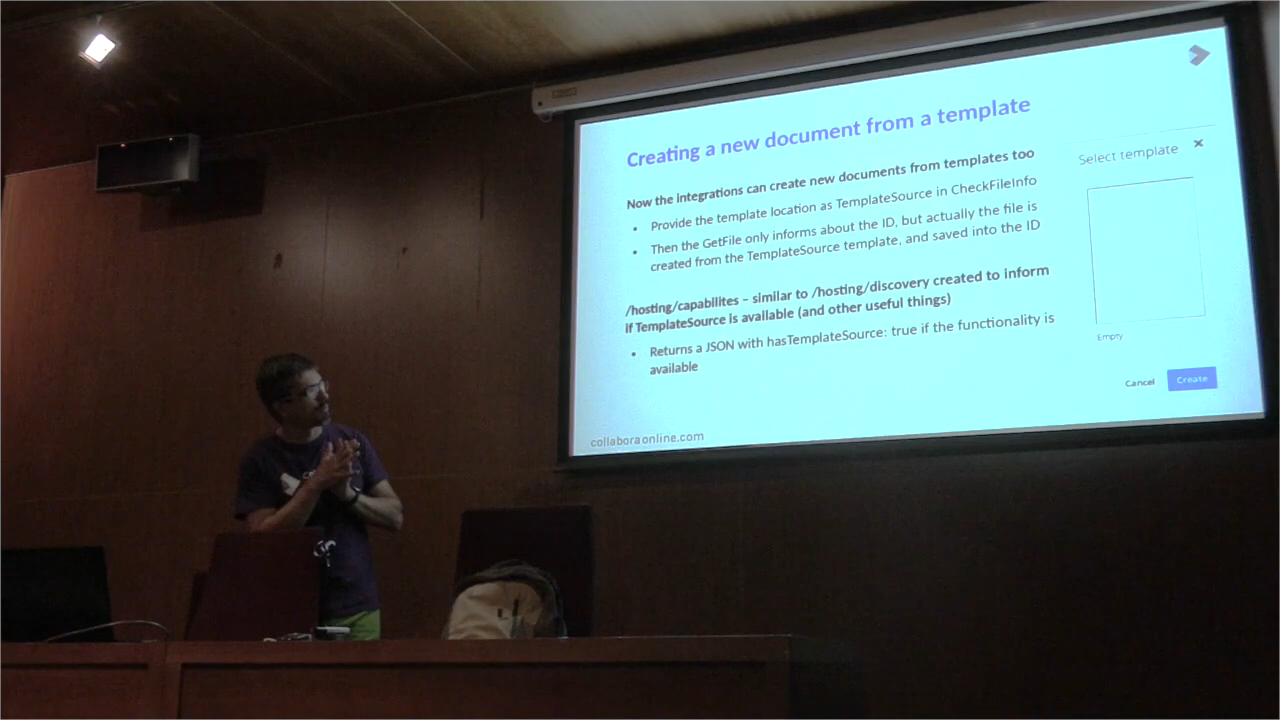 Creating a new document from a template
Now the integrations can create new documents from templates too
• Provide the template location as TemplateSource in CheckFileInfo
• Then the GetFile only informs about the ID, but actually the file is
created from the TemplateSource template, and saved into the ID
/hosting/capabilites – similar to /hosting/discovery created to inform
if TemplateSource is available (and other useful things)
• Returns a JSON with hasTemplateSource: true if the functionality is
available
Select template ×
Empty
Cancel Create
collaboraonline.com